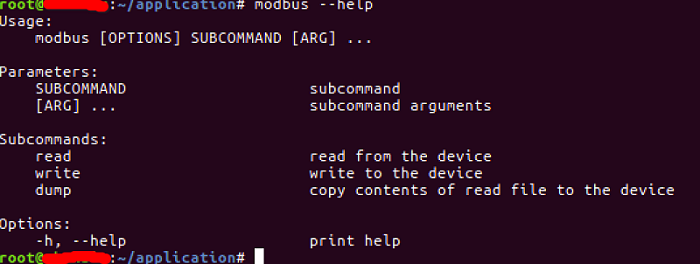 root@:~/application# modbus --help
Usage:
modbus [OPTIONS] SUBCOMMAND [ARG] ...
Parameters:
SUBCOMMAND subcommand
[ARG] ... subcommand arguments
Subcommands:
read read from the device
write write to the device
dump copy contents of read file to the device
Options:
-h, --help print help
root@:~/application#